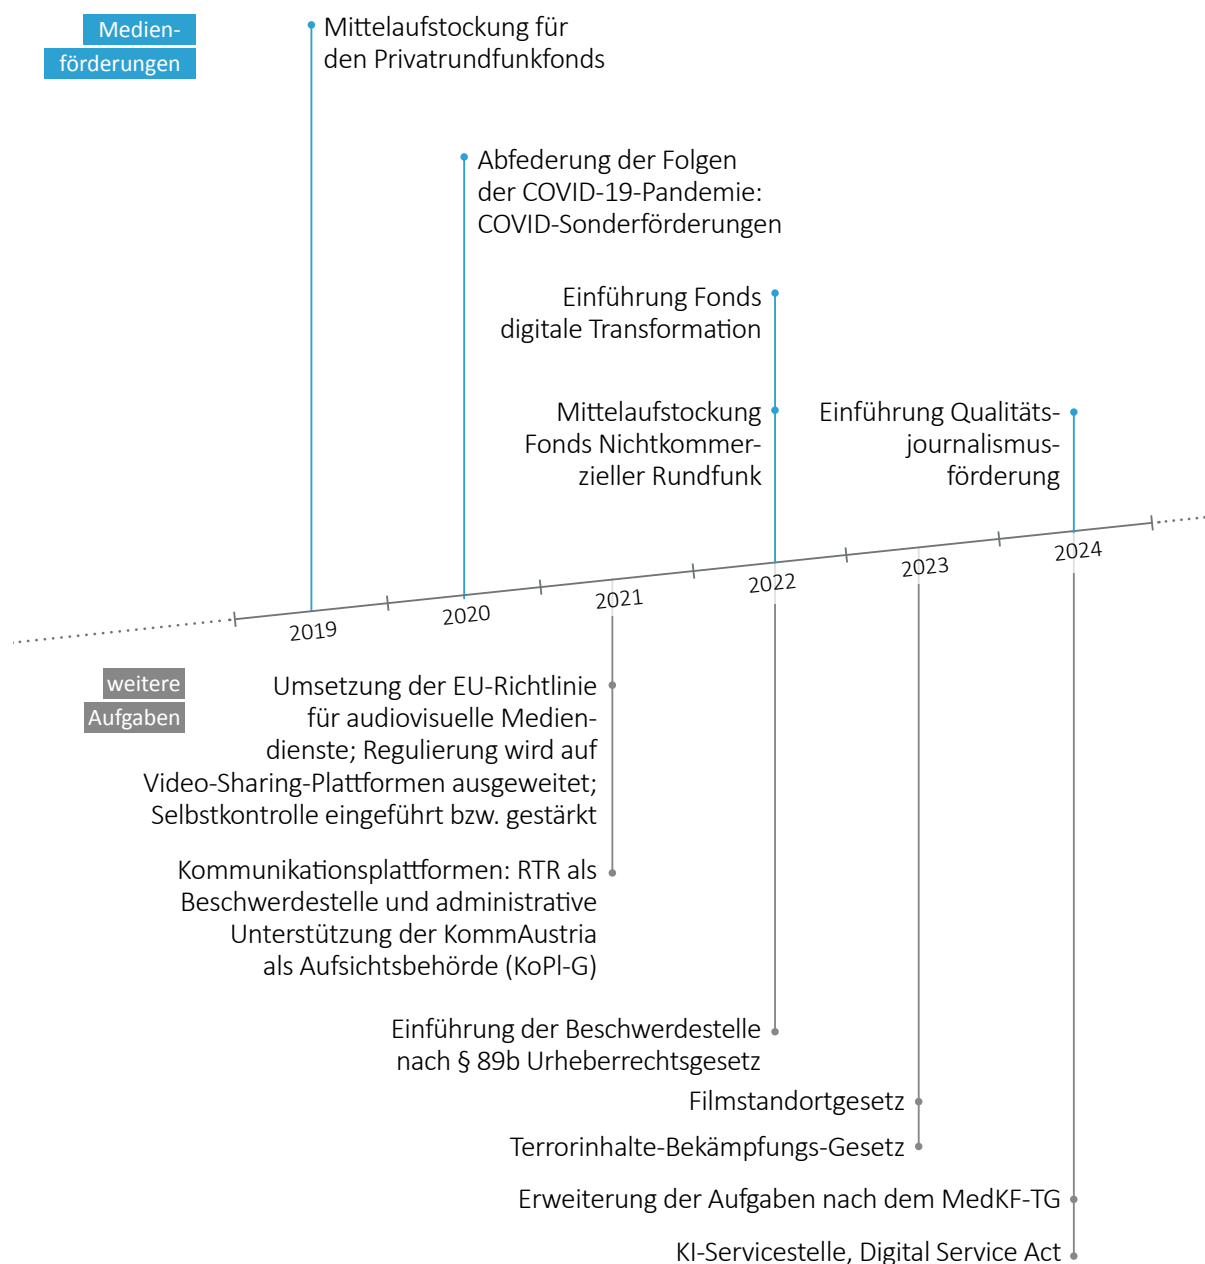 Medien-
förderungen
Mittelaufstockung für
den Privatrundfunkfonds
Abfederung der Folgen
der COVID-19-Pandemie:
COVID-Sonderförderungen
Einführung Fonds
digitale Transformation
Mittelaufstockung
Fonds Nichtkommer-
zieller Rundfunk
Einführung Qualitäts-
journalismus-
förderung
2019
2020
2021
2022
2023
2024
weitere
Aufgaben
Umsetzung der EU-Richtlinie
für audiovisuelle Medien-
dienste; Regulierung wird auf
Video-Sharing-Plattformen ausgeweitet;
Selbstkontrolle eingeführt bzw. gestärkt
Kommunikationsplattformen: RTR als
Beschwerdestelle und administrative
Unterstützung der KommAustria
als Aufsichtsbehörde (KoPl-G)
Einführung der Beschwerdestelle
nach § 89b Urheberrechtsgesetz
Filmstandortgesetz
Terrorinhalte-Bekämpfungs-Gesetz
Erweiterung der Aufgaben nach dem MedKF-TG
KI-Servicestelle, Digital Service Act